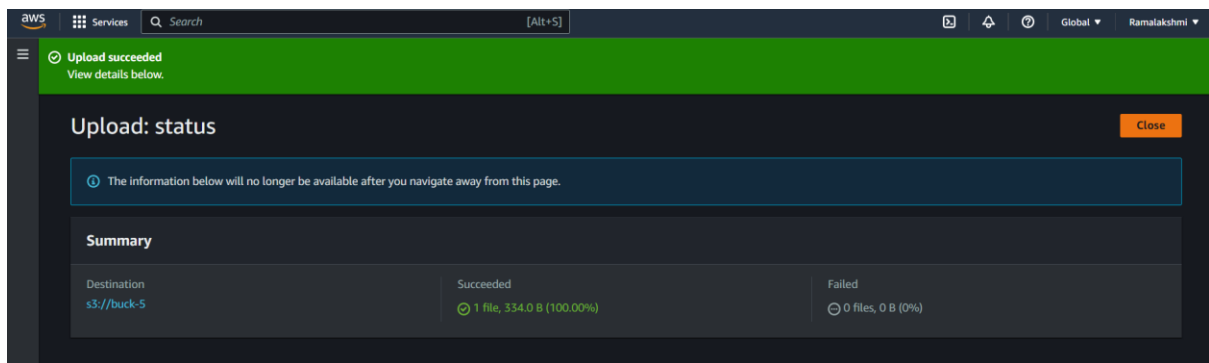 aws Services Search [Alt+S] Global ▼ Ramalakshmi ▼
Upload succeeded
View details below.
Upload: status Close
The information below will no longer be available after you navigate away from this page.
Summary
Destination Succeeded Failed
s3://buck-5 1 file, 334.0 B (100.00%) 0 files, 0 B (0%)